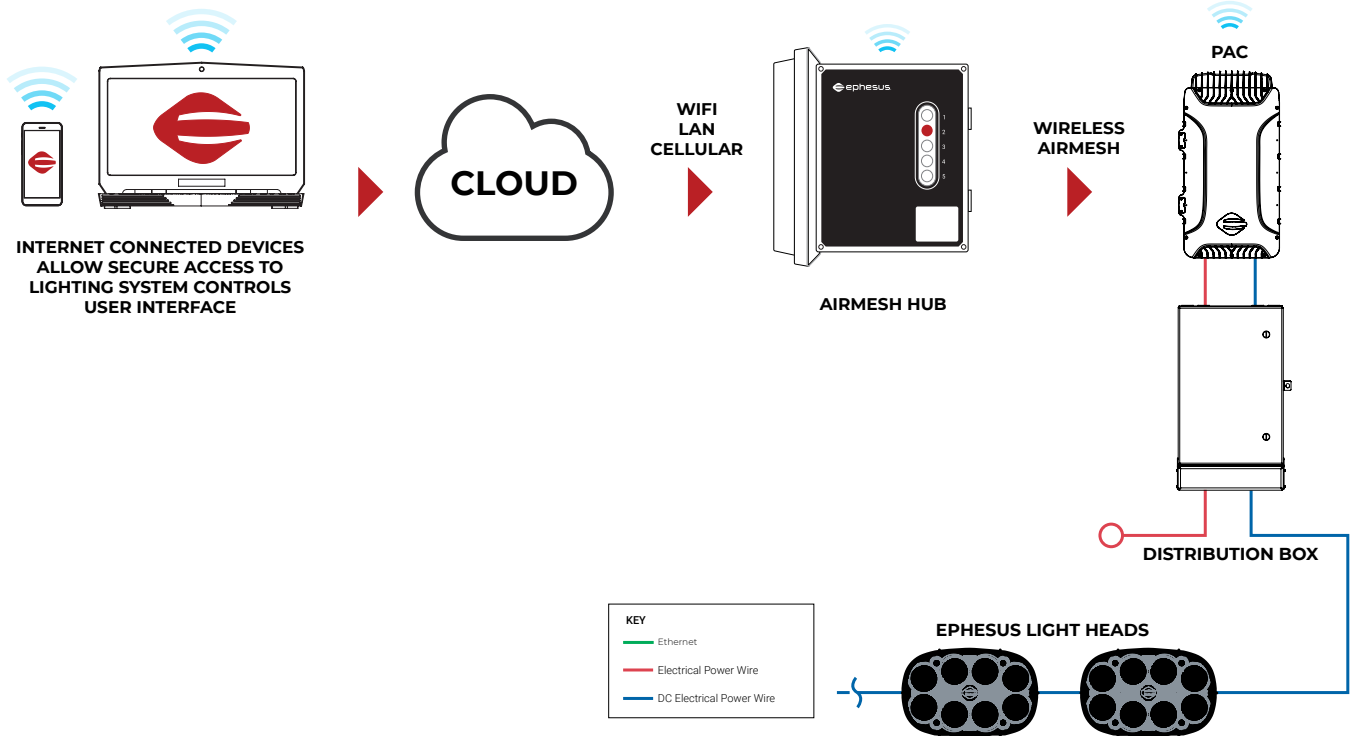 INTERNET CONNECTED DEVICES
ALLOW SECURE ACCESS TO
LIGHTING SYSTEM CONTROLS
USER INTERFACE
CLOUD
WIFI
LAN
CELLULAR
ephesus
1
2
3
4
5
AIRMESH HUB
WIRELESS
AIRMESH
PAC
DISTRIBUTION BOX
KEY
Ethernet
Electrical Power Wire
DC Electrical Power Wire
EPHESUS LIGHT HEADS